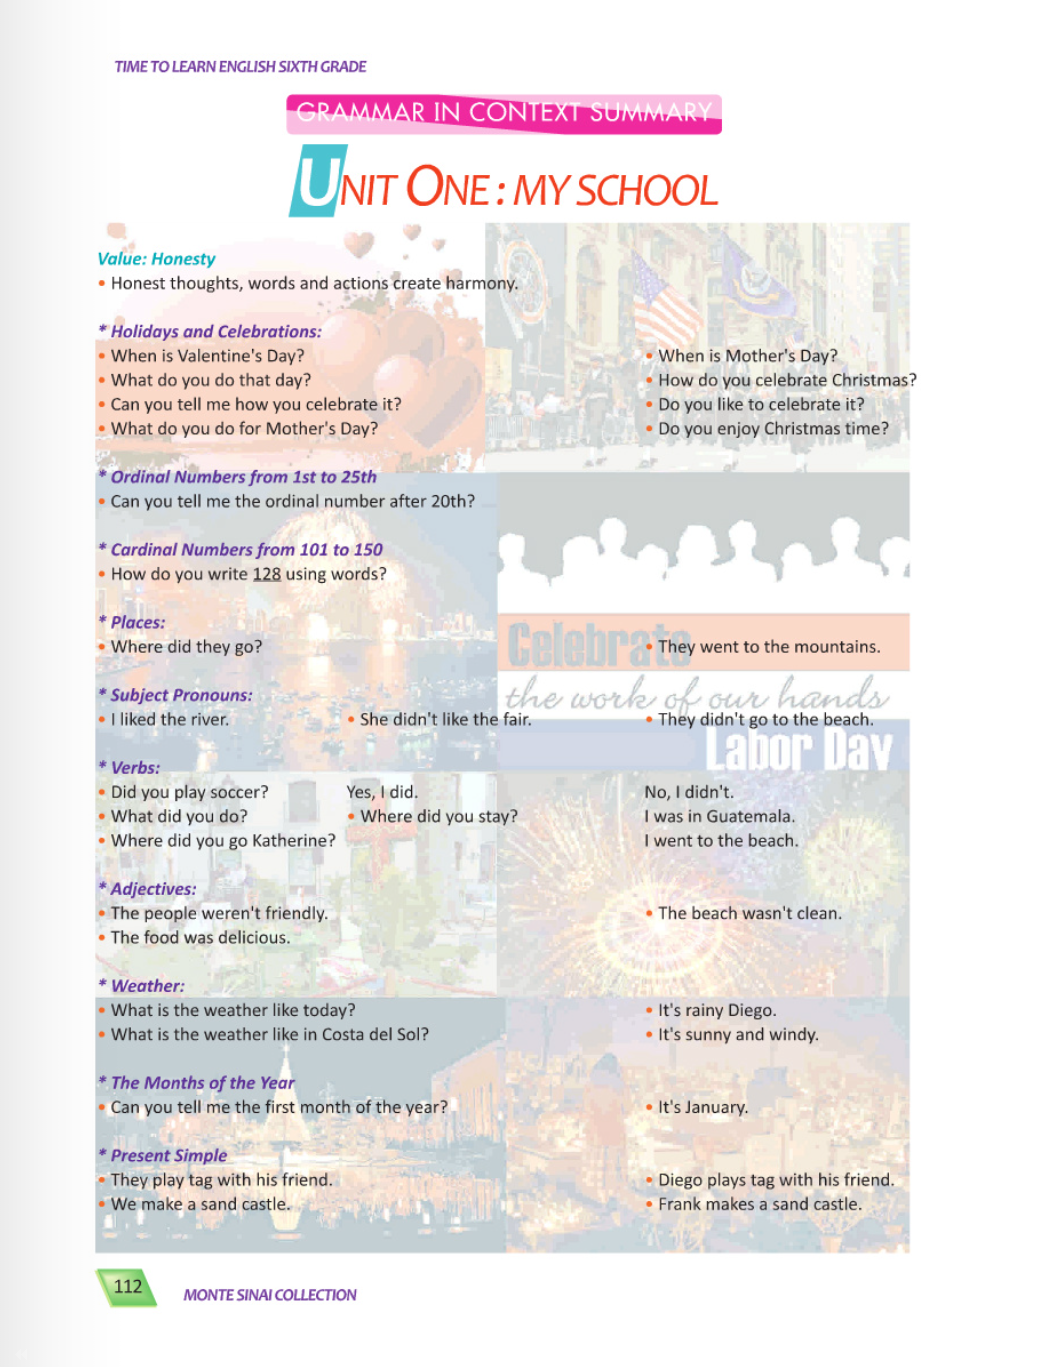 TIME TO LEARN ENGLISH SIXTH GRADE
GRAMMAR IN CONTEXT SUMMARY
UNIT ONE: MY SCHOOL
Value: Honesty
• Honest thoughts, words and actions create harmony.
* Holidays and Celebrations:
• When is Valentine's Day? • When is Mother's Day?
• What do you do that day? • How do you celebrate Christmas?
• Can you tell me how you celebrate it? • Do you like to celebrate it?
• What do you do for Mother's Day? • Do you enjoy Christmas time?
* Ordinal Numbers from 1st to 25th
• Can you tell me the ordinal number after 20th?
* Cardinal Numbers from 101 to 150
• How do you write 128 using words?
* Places:
Celebrate
• Where did they go? • They went to the mountains.
* Subject Pronouns:
the work of our hands
• I liked the river. • She didn't like the fair. • They didn't go to the beach.
Labor Day
* Verbs:
• Did you play soccer? Yes, I did. No, I didn't.
• What did you do? • Where did you stay? I was in Guatemala.
• Where did you go Katherine? I went to the beach.
* Adjectives:
• The people weren't friendly. • The beach wasn't clean.
• The food was delicious.
* Weather:
• What is the weather like today? • It's rainy Diego.
• What is the weather like in Costa del Sol? • It's sunny and windy.
* The Months of the Year
• Can you tell me the first month of the year? • It's January.
* Present Simple
• They play tag with his friend. • Diego plays tag with his friend.
• We make a sand castle. • Frank makes a sand castle.
112
MONTE SINAI COLLECTION